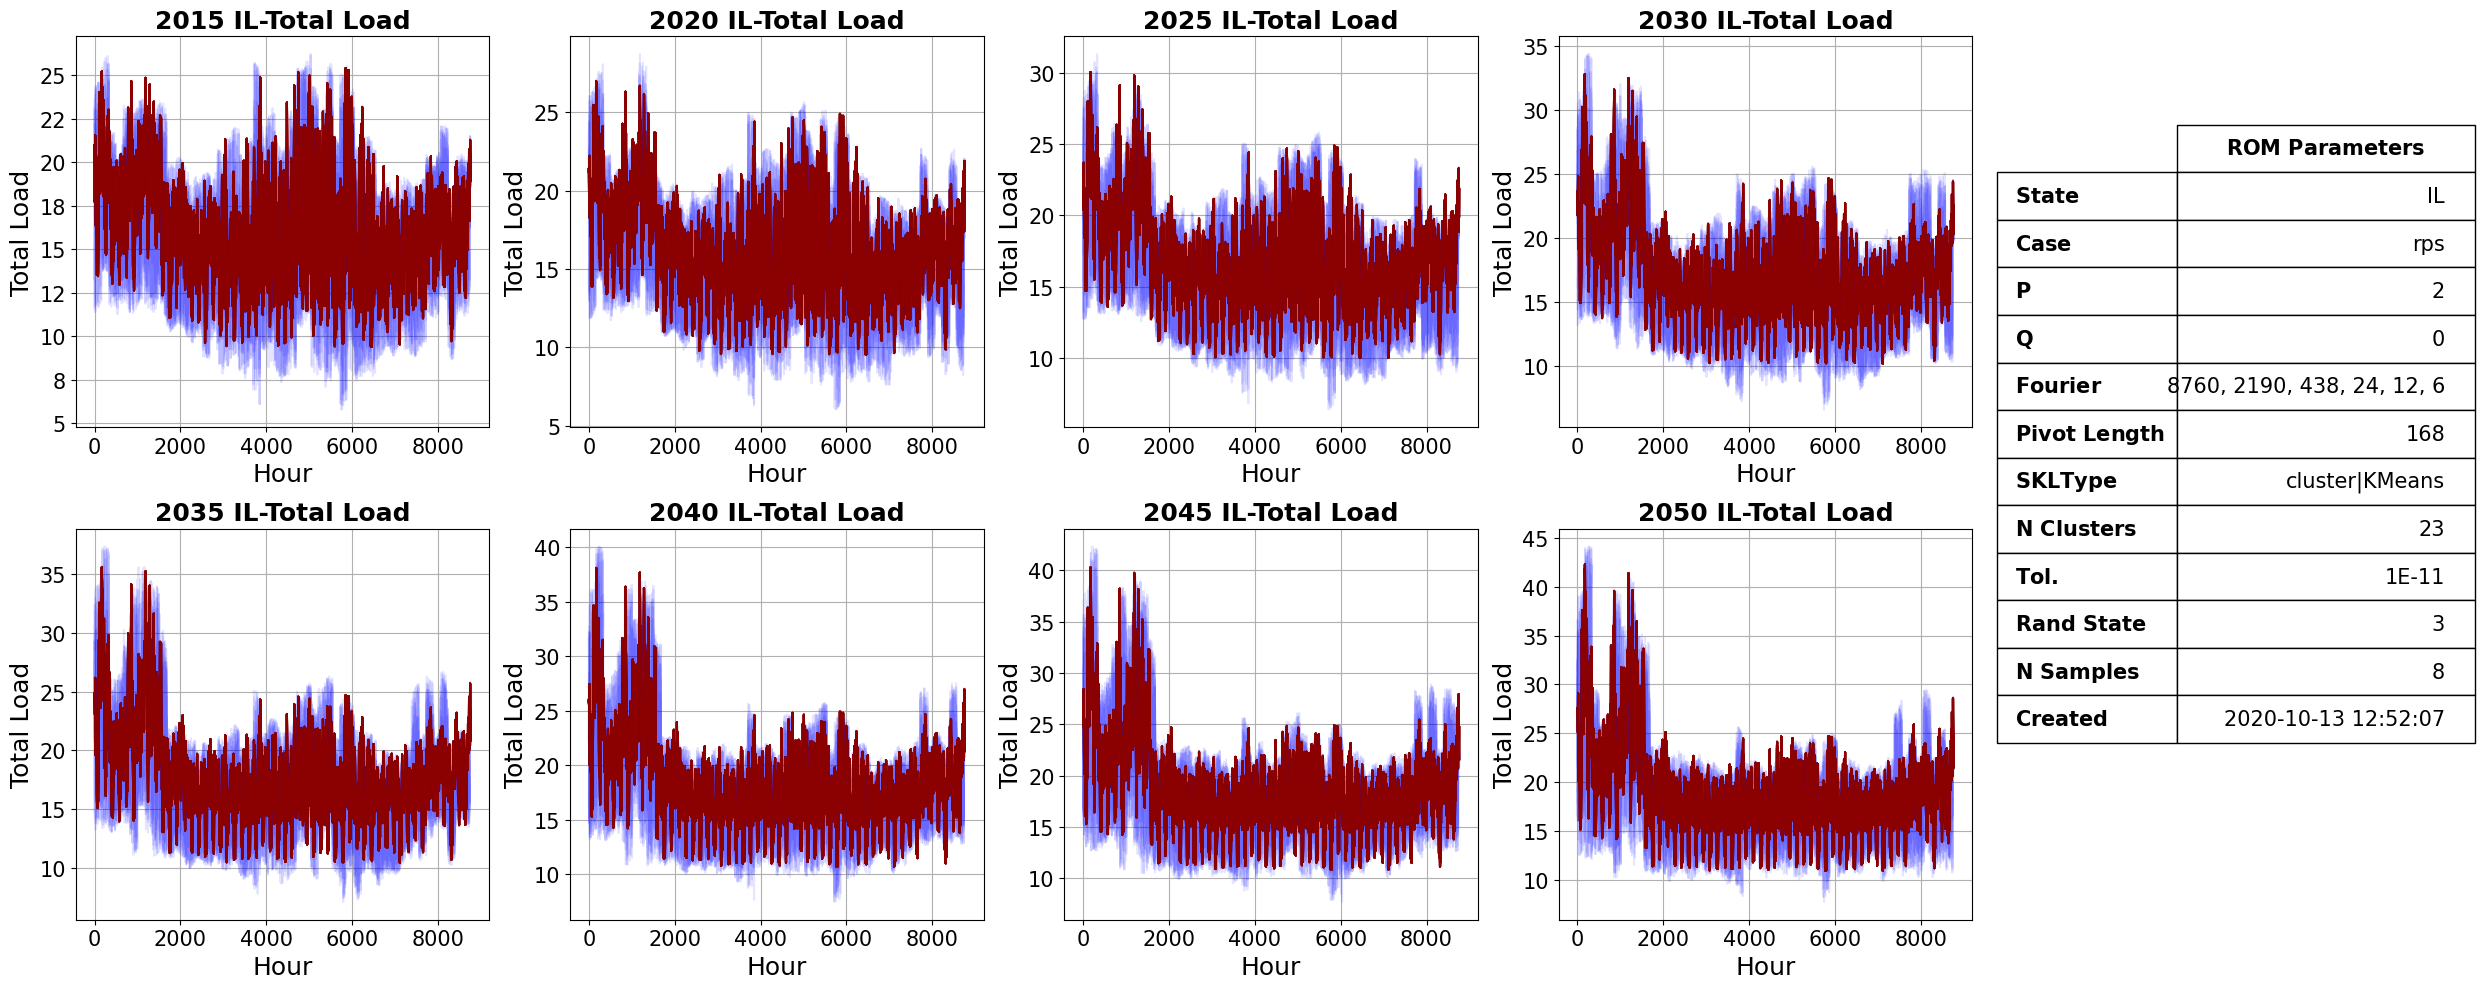 2015 IL-Total Load
25
22
20
18
15
12
10
8
5
Total Load
0 2000 4000 6000 8000
Hour
2020 IL-Total Load
25
20
15
10
5
Total Load
0 2000 4000 6000 8000
Hour
2025 IL-Total Load
30
25
20
15
10
Total Load
0 2000 4000 6000 8000
Hour
2030 IL-Total Load
35
30
25
20
15
10
Total Load
0 2000 4000 6000 8000
Hour
2035 IL-Total Load
35
30
25
20
15
10
Total Load
0 2000 4000 6000 8000
Hour
2040 IL-Total Load
40
35
30
25
20
15
10
Total Load
0 2000 4000 6000 8000
Hour
2045 IL-Total Load
40
35
30
25
20
15
10
Total Load
0 2000 4000 6000 8000
Hour
2050 IL-Total Load
45
40
35
30
25
20
15
10
Total Load
0 2000 4000 6000 8000
Hour
ROM Parameters
State IL
Case rps
P 2
Q 0
Fourier 8760, 2190, 438, 24, 12, 6
Pivot Length 168
SKLType cluster|KMeans
N Clusters 23
Tol. 1E-11
Rand State 3
N Samples 8
Created 2020-10-13 12:52:07